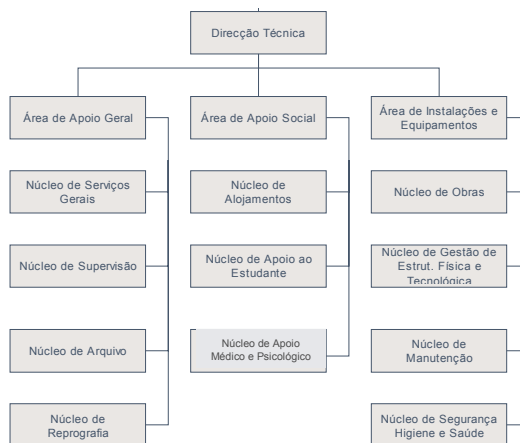 Direcção Técnica
Área de Apoio Geral
Área de Apoio Social
Área de Instalações e
Equipamentos
Núcleo de Serviços
Gerais
Núcleo de
Alojamentos
Núcleo de Obras
Núcleo de Supervisão
Núcleo de Apoio ao
Estudante
Núcleo de Gestão de
Estrut. Física e
Tecnológica
Núcleo de Arquivo
Núcleo de Apoio
Médico e Psicológico
Núcleo de
Manutenção
Núcleo de
Reprografia
Núcleo de Segurança
Higiene e Saúde